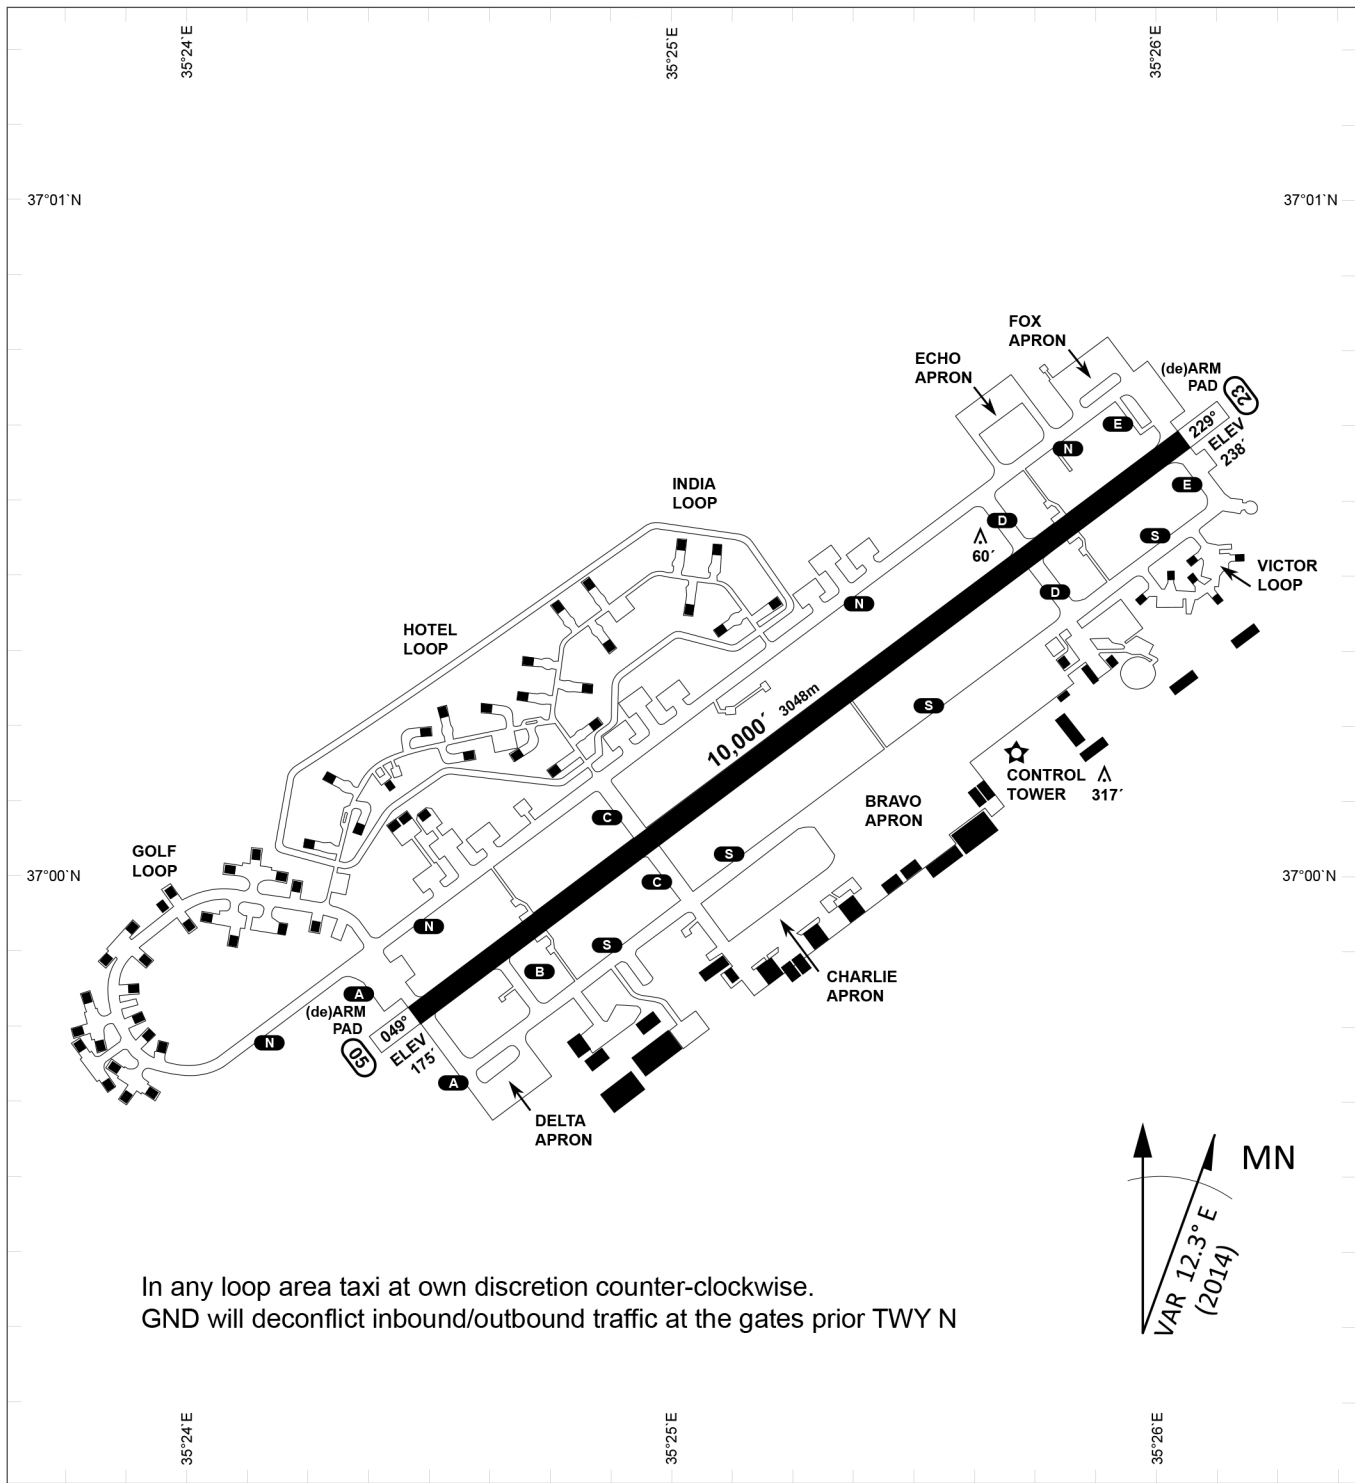 35°24`E
35°25`E
35°26`E
37°01`N
37°01`N
FOX
APRON
ECHO
APRON
(de)ARM
PAD
23
229°
ELEV
238´
E
N
INDIA
LOOP
E
D
60´
S
VICTOR
LOOP
D
N
HOTEL
LOOP
S
10,000´
3048m
CONTROL
TOWER
317´
BRAVO
APRON
C
GOLF
LOOP
S
37°00`N
C
37°00`N
N
S
B
CHARLIE
APRON
A
(de)ARM
PAD
049°
05
ELEV
175´
N
A
DELTA
APRON
MN
VAR 12.3° E
(2014)
In any loop area taxi at own discretion counter-clockwise.
GND will deconflict inbound/outbound traffic at the gates prior TWY N
35°24`E
35°25`E
35°26`E